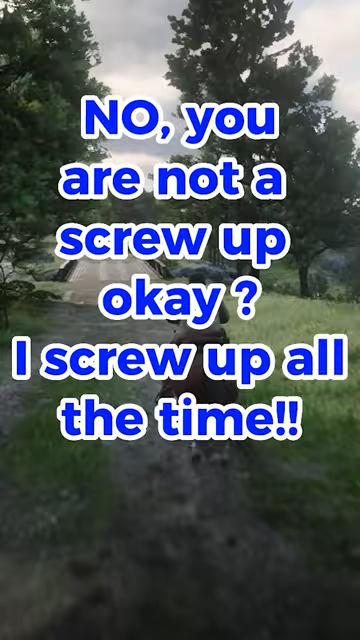 NO, you
are not a
screw up
okay ?
I screw up all
the time!!